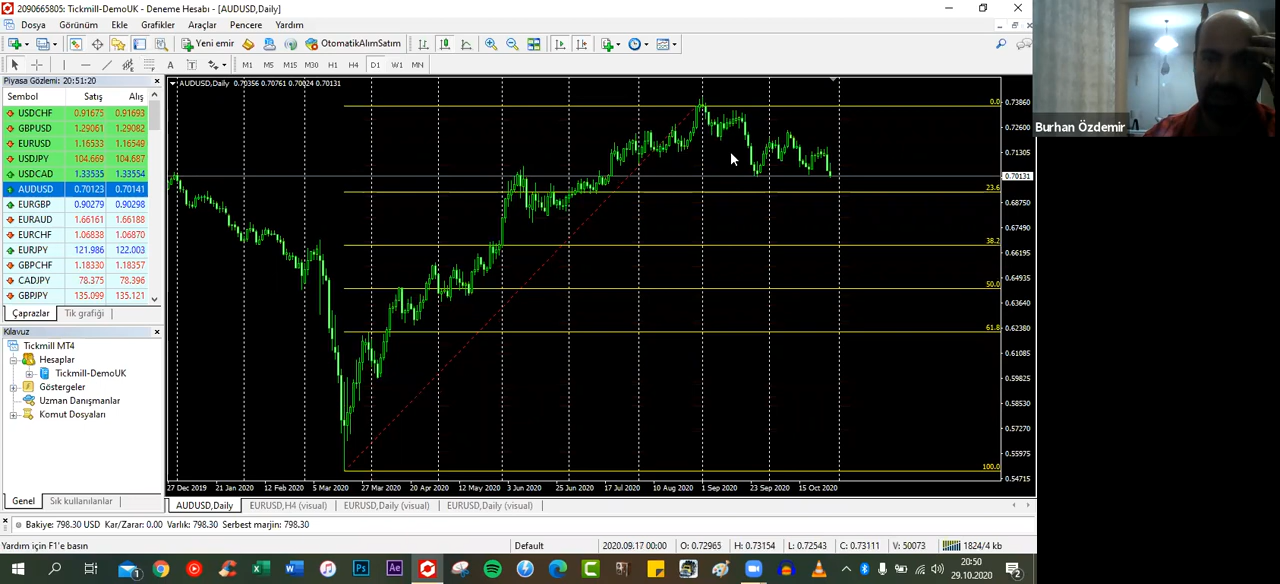 2090665805: Tickmill-DemoUK - Deneme Hesabı - [AUDUSD,Daily]
Dosya Görünüm Ekle Grafikler Araçlar Pencere Yardım
Yeni emir OtomatikAlımSatım
A T M1 M5 M15 M30 H1 H4 D1 W1 MN
Piyasa Gözlemi: 20:51:20
Sembol Satış Alış
USDCHF 0.91675 0.91693
GBPUSD 1.29061 1.29082
EURUSD 1.16533 1.16549
USDJPY 104.669 104.687
USDCAD 1.33535 1.33554
AUDUSD 0.70123 0.70141
EURGBP 0.90279 0.90298
EURAUD 1.66161 1.66188
EURCHF 1.06838 1.06870
EURJPY 121.986 122.003
GBPCHF 1.18330 1.18357
CADJPY 78.375 78.396
GBPJPY 135.099 135.121
Çaprazlar Tik grafiği
Kılavuz
Tickmill MT4
Hesaplar
Tickmill-DemoUK
Göstergeler
Uzman Danışmanlar
Komut Dosyaları
Genel Sık kullanılanlar
AUDUSD,Daily 0.70356 0.70761 0.70024 0.70131
0.0
23.6
38.2
50.0
61.8
100.0
0.73860
0.72600
0.71305
0.70131
0.68750
0.67490
0.66195
0.64935
0.63640
0.62380
0.61085
0.59825
0.58530
0.57270
0.55975
0.54715
27 Dec 2019 21 Jan 2020 12 Feb 2020 5 Mar 2020 27 Mar 2020 20 Apr 2020 12 May 2020 3 Jun 2020 25 Jun 2020 17 Jul 2020 10 Aug 2020 1 Sep 2020 23 Sep 2020 15 Oct 2020
AUDUSD,Daily EURUSD,H4 (visual) EURUSD,Daily (visual) EURUSD,Daily (visual)
Bakiye: 798.30 USD Kar/Zarar: 0.00 Varlık: 798.30 Serbest marjin: 798.30
Yardım için F1'e basın Default 2020.09.17 00:00 O: 0.72965 H: 0.73154 L: 0.72543 C: 0.73111 V: 50073 1824/4 kb
20:50
29.10.2020
Burhan Özdemir